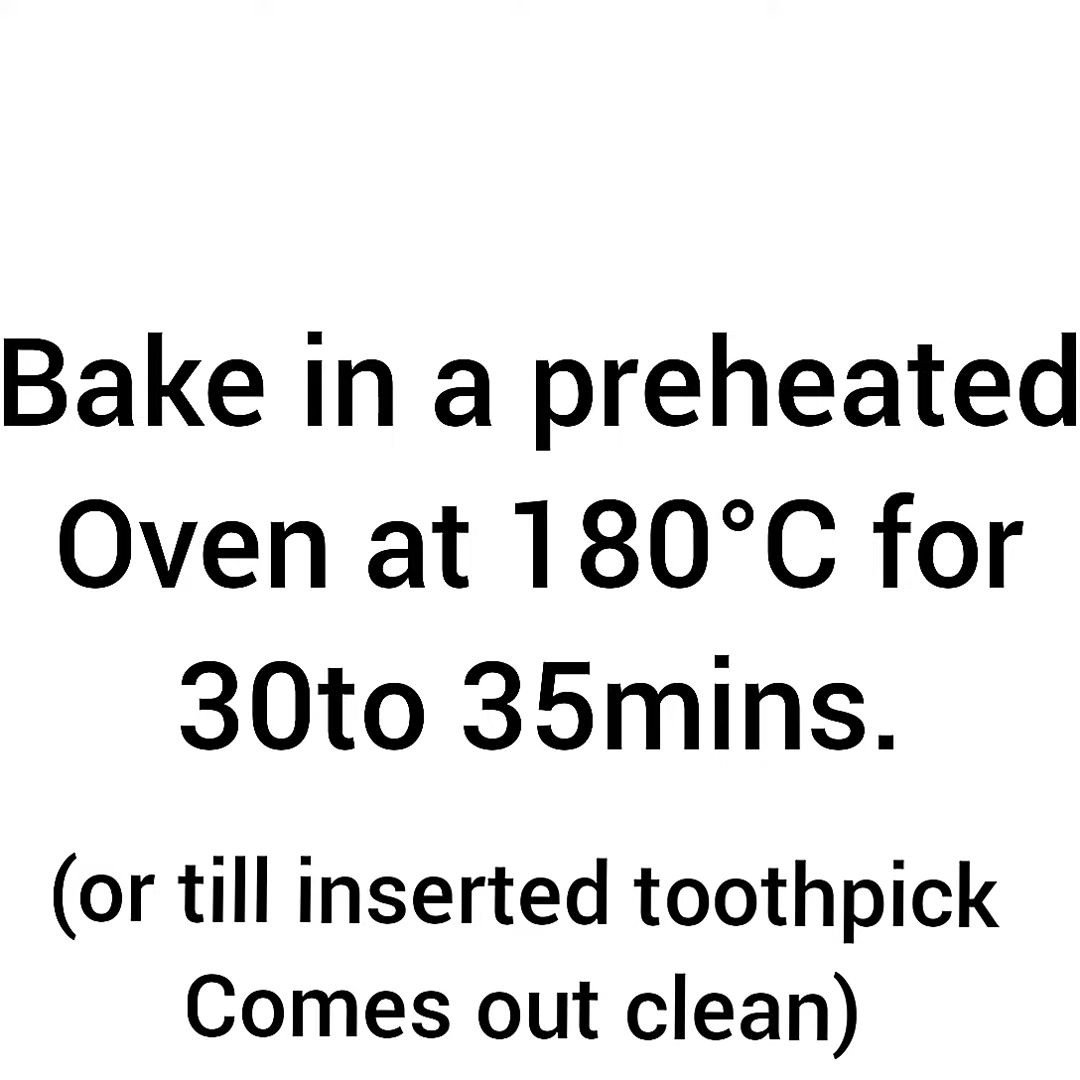 Bake in a preheated
Oven at 180°C for
30to 35mins.
(or till inserted toothpick
Comes out clean)